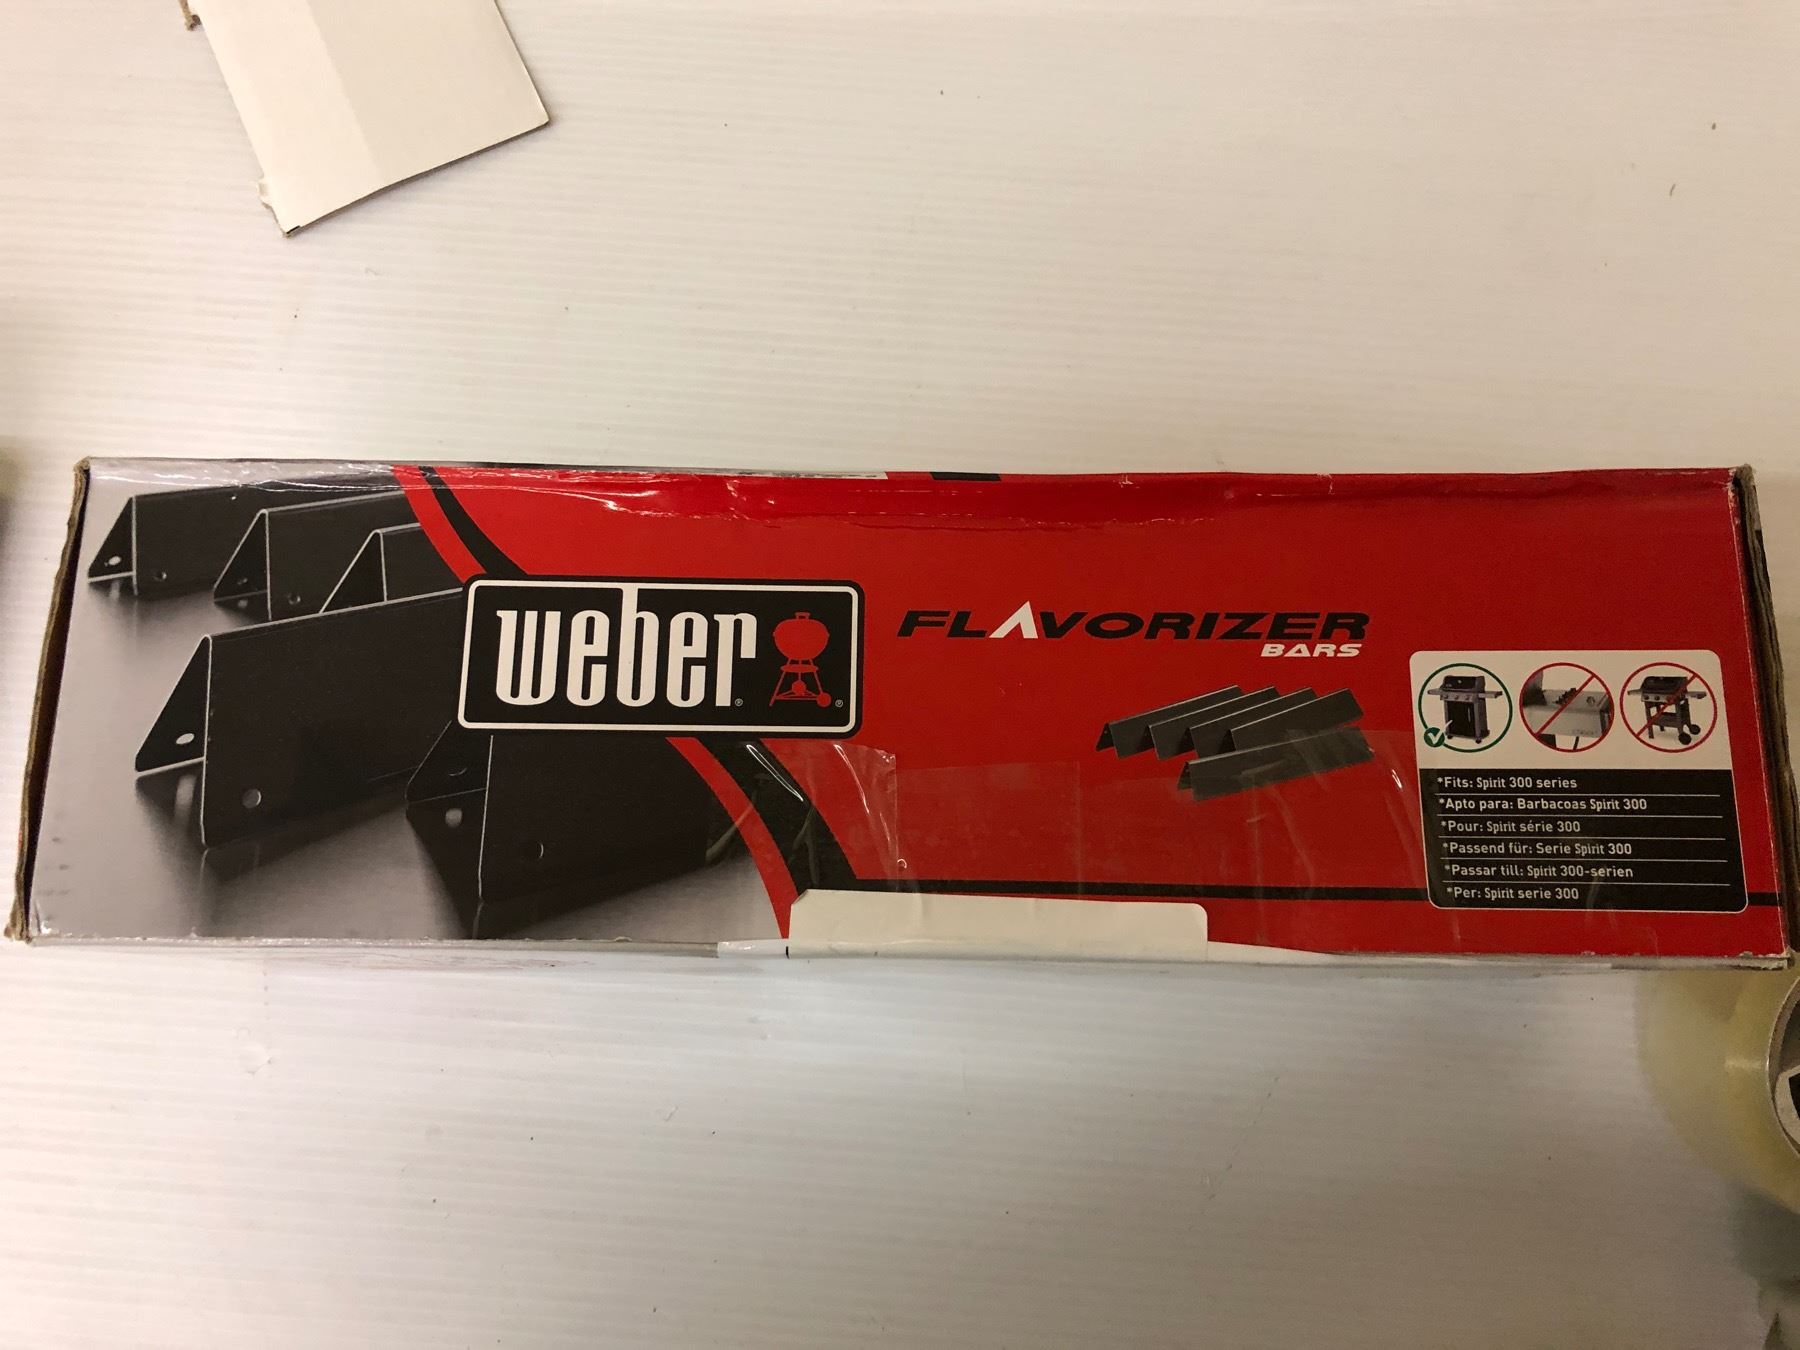 weber®
®
FLAVORIZER
BARS
*Fits: Spirit 300 series
*Apto para: Barbacoas Spirit 300
*Pour: Spirit série 300
*Passend für: Serie Spirit 300
*Passar till: Spirit 300-serien
*Per: Spirit serie 300